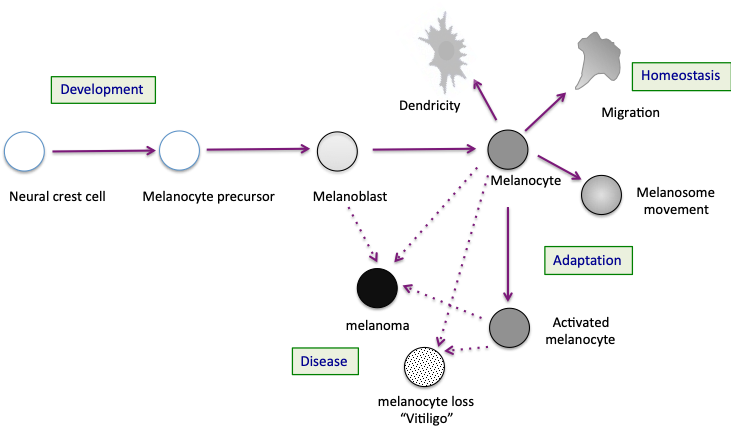 Development
Homeostasis
Dendricity
Migration
Neural crest cell
Melanocyte precursor
Melanoblast
Melanocyte
Melanosome
movement
Adaptation
melanoma
Activated
melanocyte
Disease
melanocyte loss
“Vitiligo”